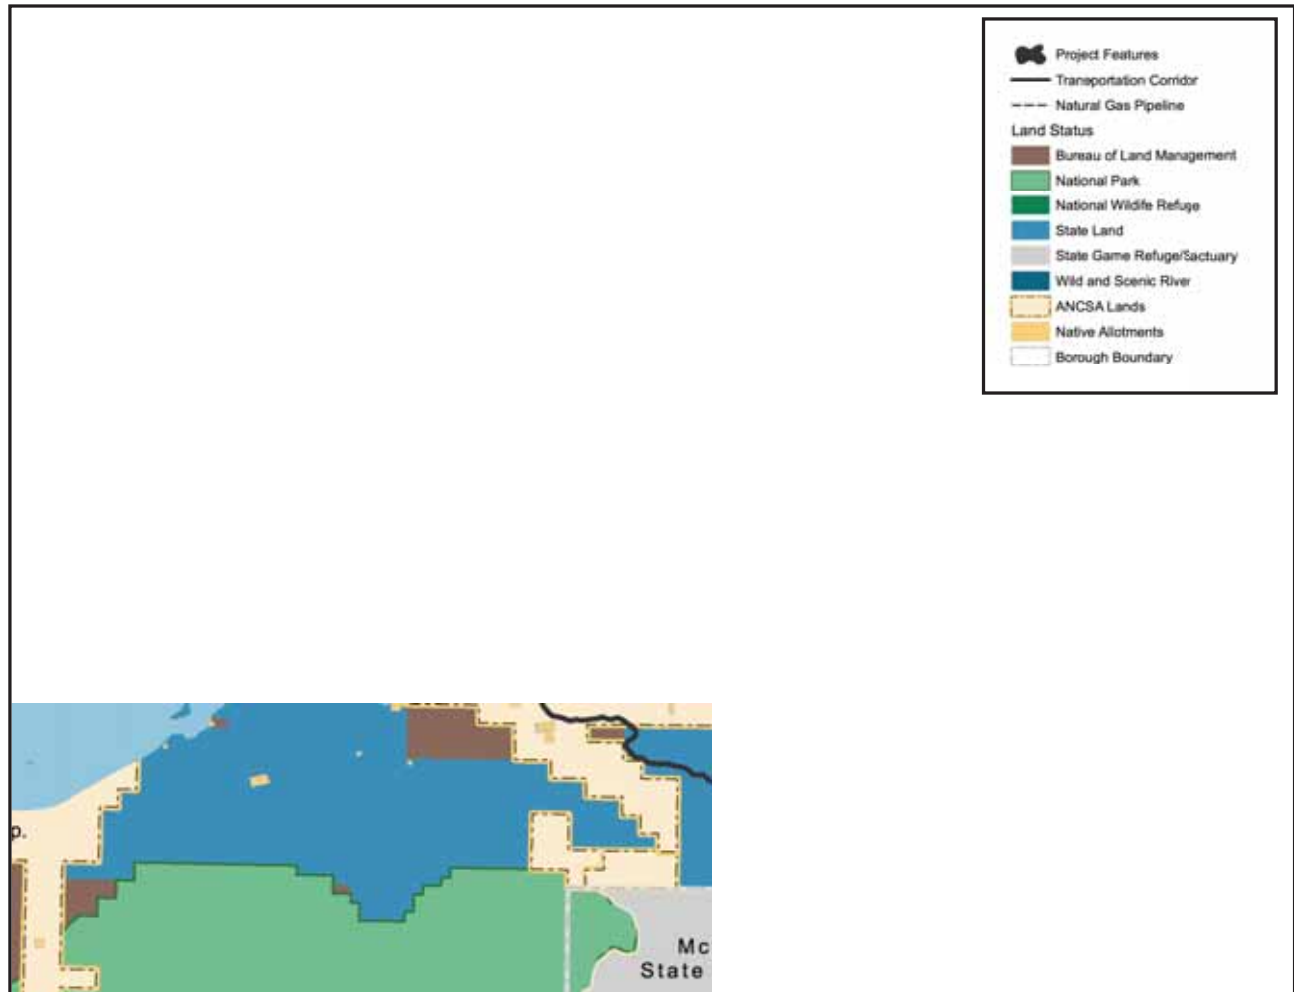 Project Features
Transportation Corridor
Natural Gas Pipeline
Land Status
Bureau of Land Management
National Park
National Wildife Refuge
State Land
State Game Refuge/Sactuary
Wild and Scenic River
ANCSA Lands
Native Allotments
Borough Boundary
p.
Mc
State